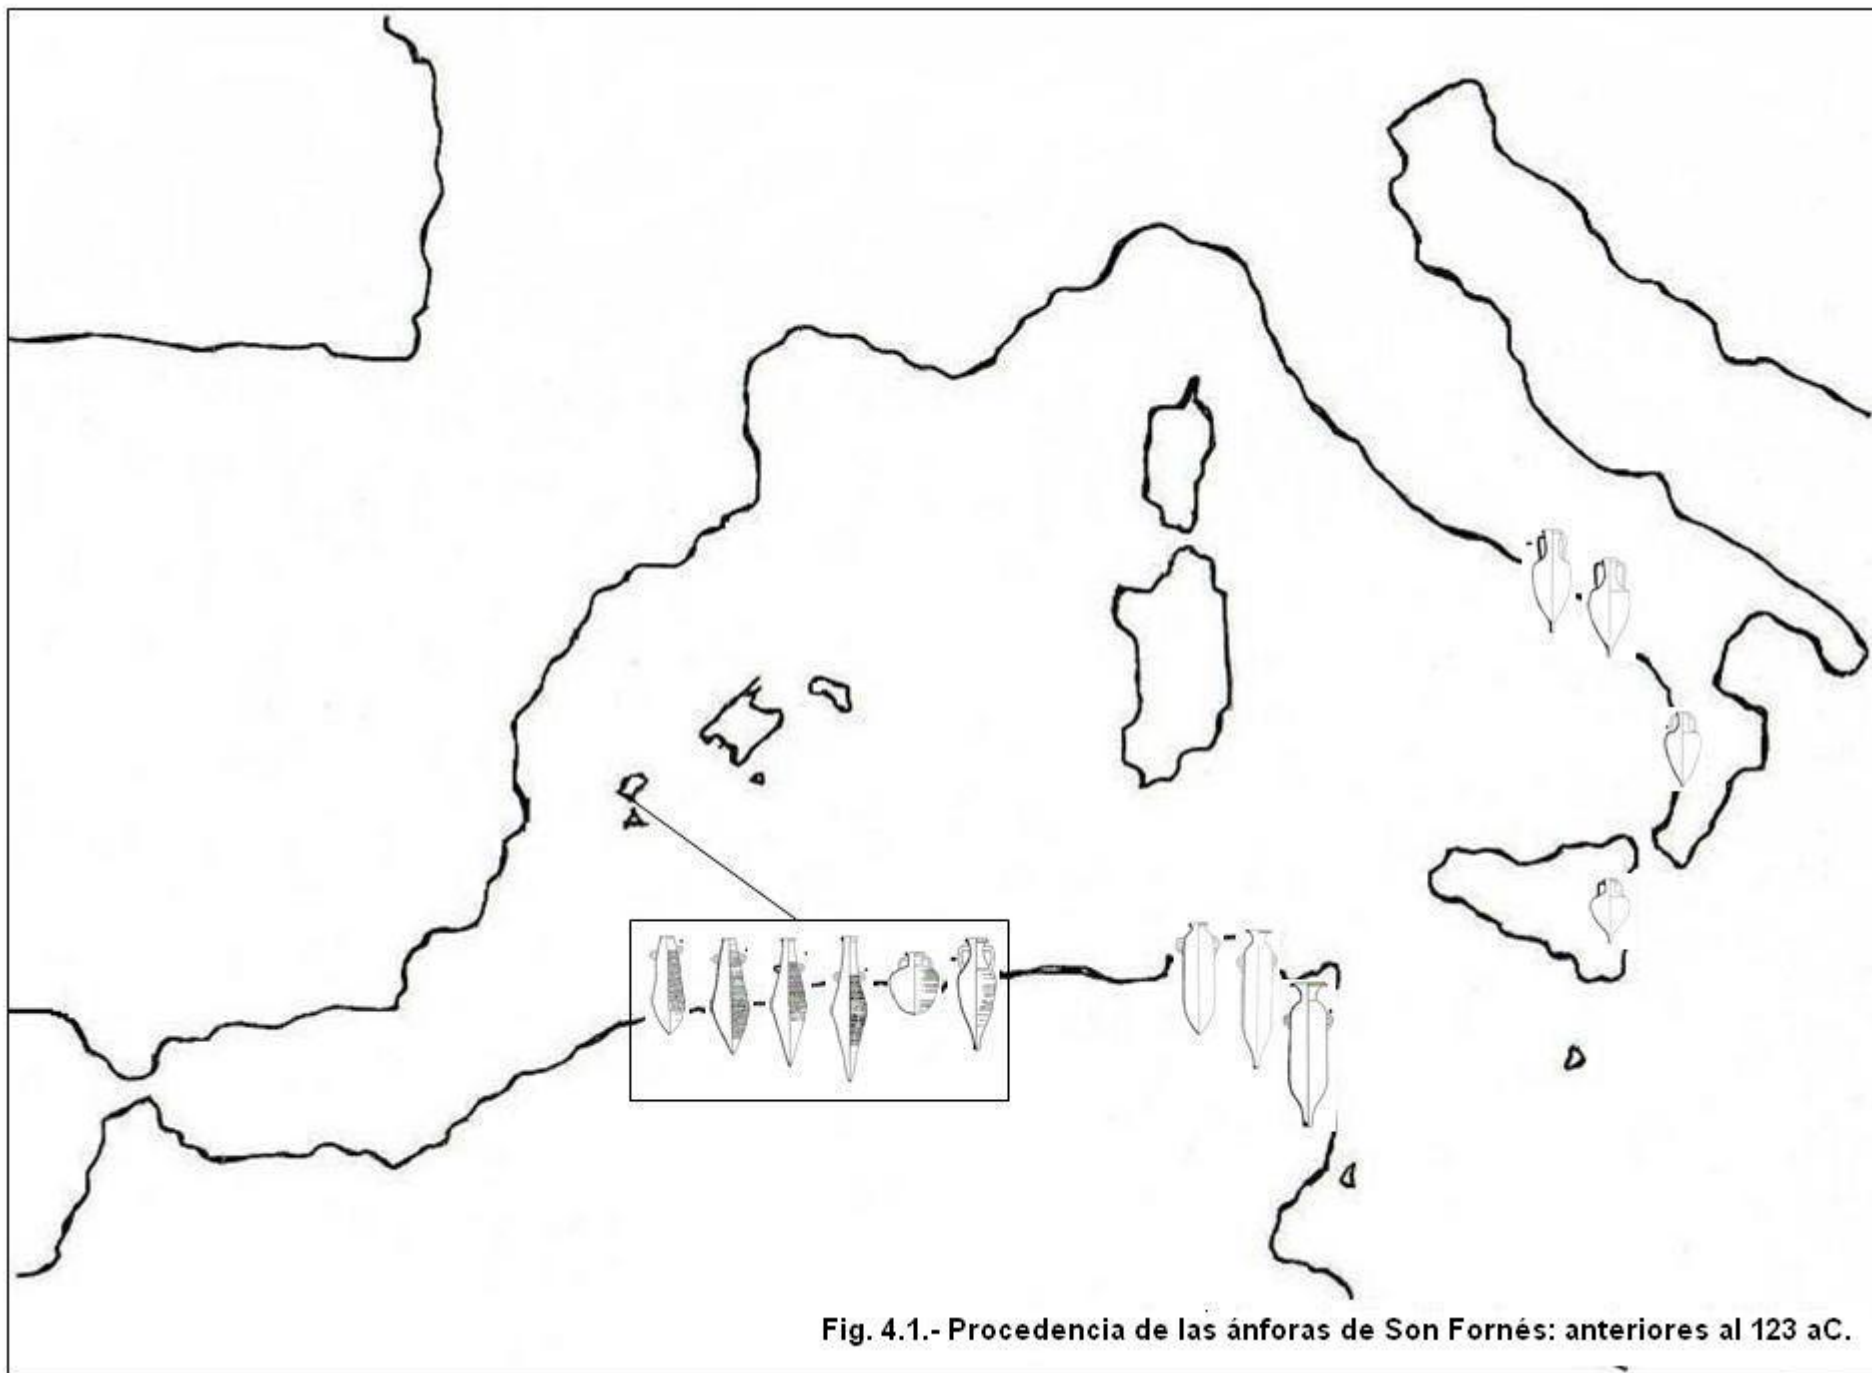 Fig. 4.1.- Procedencia de las ánforas de Son Fornés: anteriores al 123 aC.